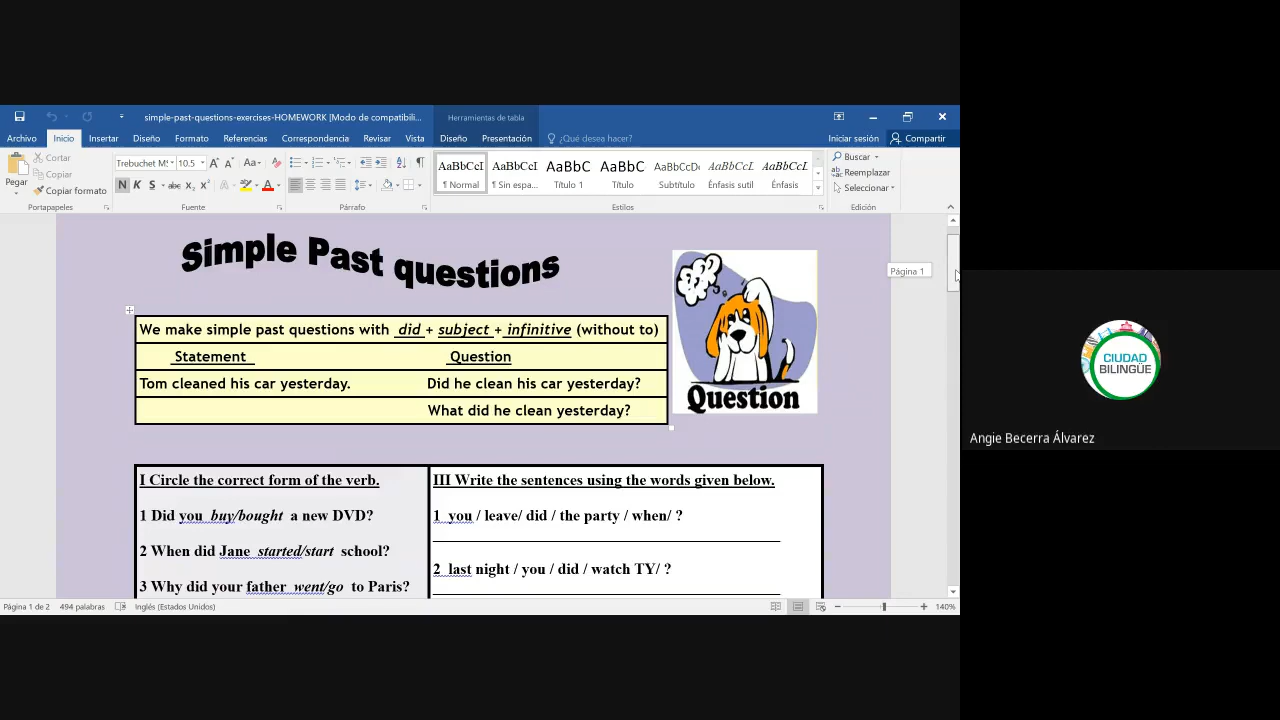 simple-past-questions-exercises-HOMEWORK [Modo de compatibili...
Herramientas de tabla
Archivo Inicio Insertar Diseño Formato Referencias Correspondencia Revisar Vista Diseño Presentación ¿Qué desea hacer? Iniciar sesión Compartir
Cortar
Copiar
Copiar formato
Pegar
Portapapeles
Trebuchet M! 10.5
Fuente
Párrafo
AaBbCcI AaBbCcI AaBbC AaBbC AaBbCcD AaBbCcL AaBbCcL
¶ Normal ¶ Sin espa... Título 1 Título Subtítulo Énfasis sutil Énfasis
Estilos
Buscar
Reemplazar
Seleccionar
Edición
Página 1
Simple Past questions
We make simple past questions with did + subject + infinitive (without to)
Statement Question
Tom cleaned his car yesterday. Did he clean his car yesterday?
What did he clean yesterday?
Question
I Circle the correct form of the verb.
1 Did you buy/bought a new DVD?
2 When did Jane started/start school?
3 Why did your father went/go to Paris?
III Write the sentences using the words given below.
1 you / leave/ did / the party / when/ ?
2 last night / you / did / watch TY/ ?
Página 1 de 2 494 palabras Inglés (Estados Unidos) 140%
CIUDAD
BILINGÜE
Angie Becerra Álvarez